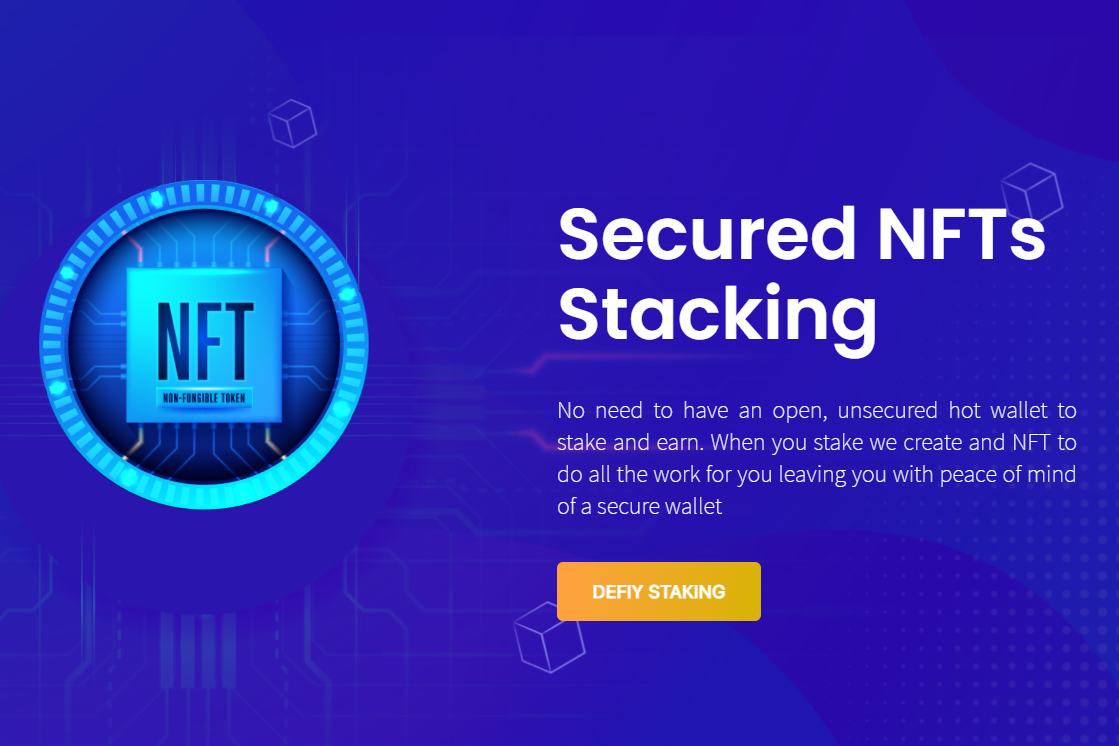 NFT
NON-FUNGIBLE TOKEN
Secured NFTs
Stacking
No need to have an open, unsecured hot wallet to
stake and earn. When you stake we create and NFT to
do all the work for you leaving you with peace of mind
of a secure wallet
DEFIY STAKING